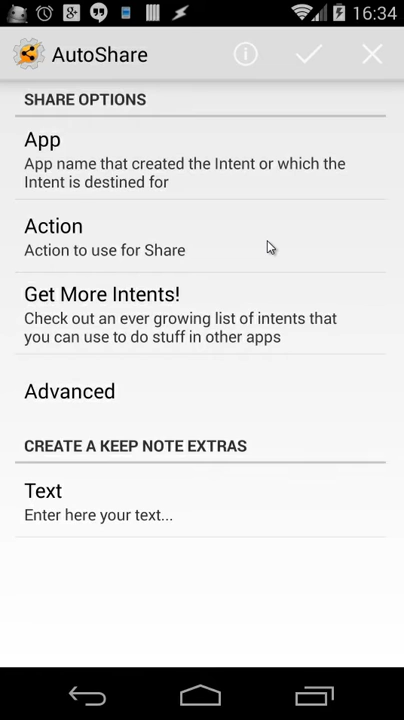 16:34
AutoShare
SHARE OPTIONS
App
App name that created the Intent or which the
Intent is destined for
Action
Action to use for Share
Get More Intents!
Check out an ever growing list of intents that
you can use to do stuff in other apps
Advanced
CREATE A KEEP NOTE EXTRAS
Text
Enter here your text...